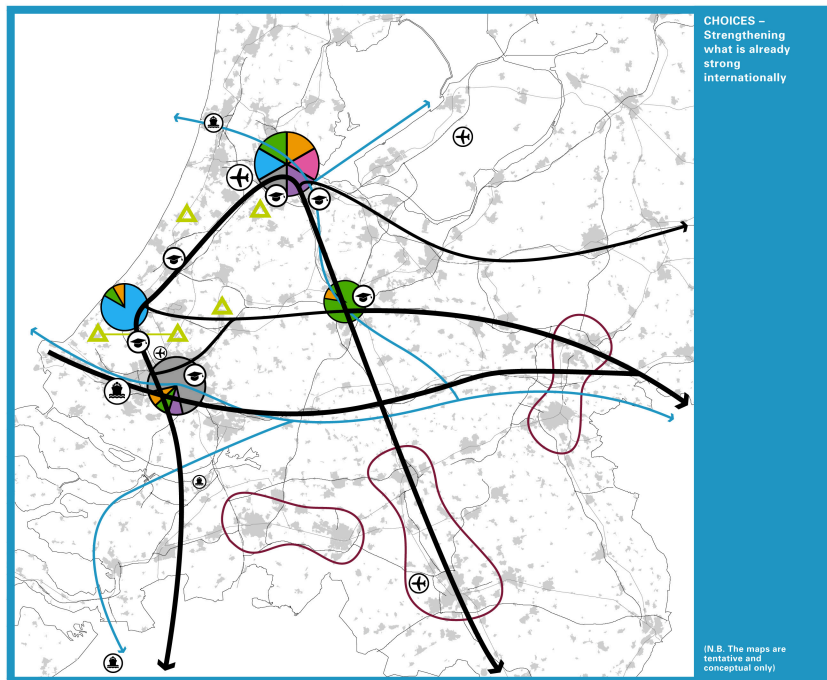 CHOICES –
Strengthening
what is already
strong
internationally
(N.B. The maps are
tentative and
conceptual only)